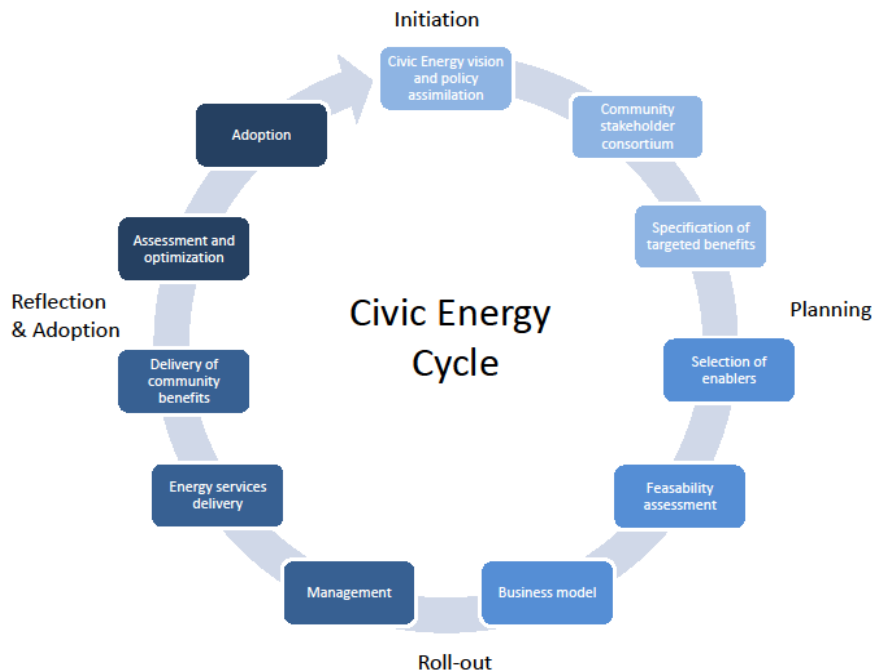 Initiation
Civic Energy vision
and policy
assimilation
Community
stakeholder
consortium
Specification of
targeted benefits
Planning
Selection of
enablers
Feasability
assessment
Business model
Roll-out
Management
Energy services
delivery
Delivery of
community
benefits
Reflection
& Adoption
Assessment and
optimization
Adoption
Civic Energy
Cycle